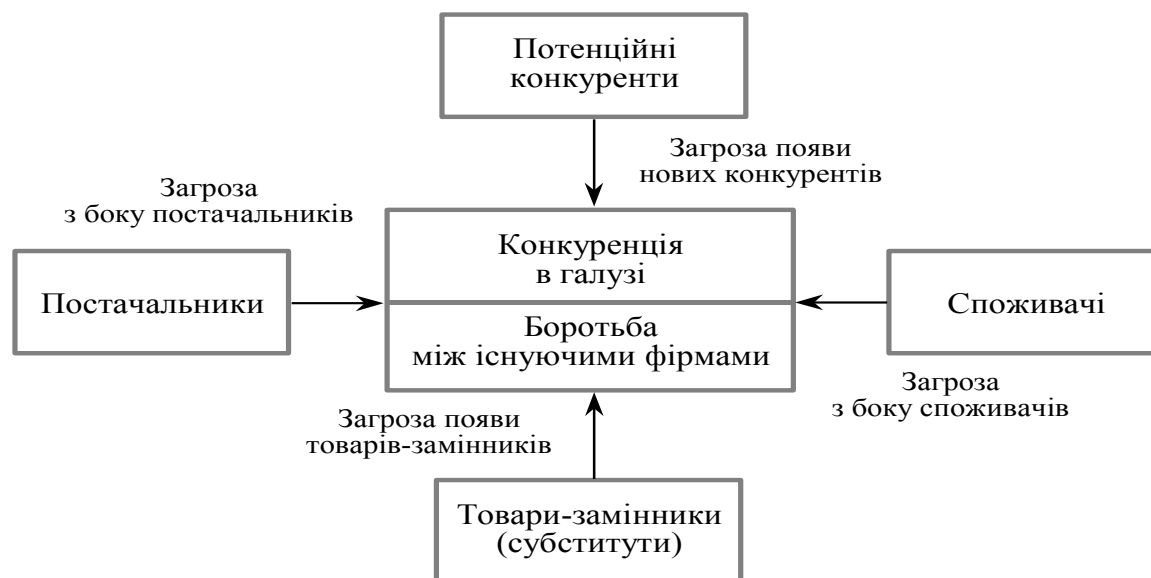 Потенційні
конкуренти
Загроза появи
нових конкурентів
Загроза
з боку постачальників
Конкуренція
в галузі
Постачальники
Споживачі
Боротьба
між існуючими фірмами
Загроза
з боку споживачів
Загроза появи
товарів-замінників
Товари-замінники
(субститути)